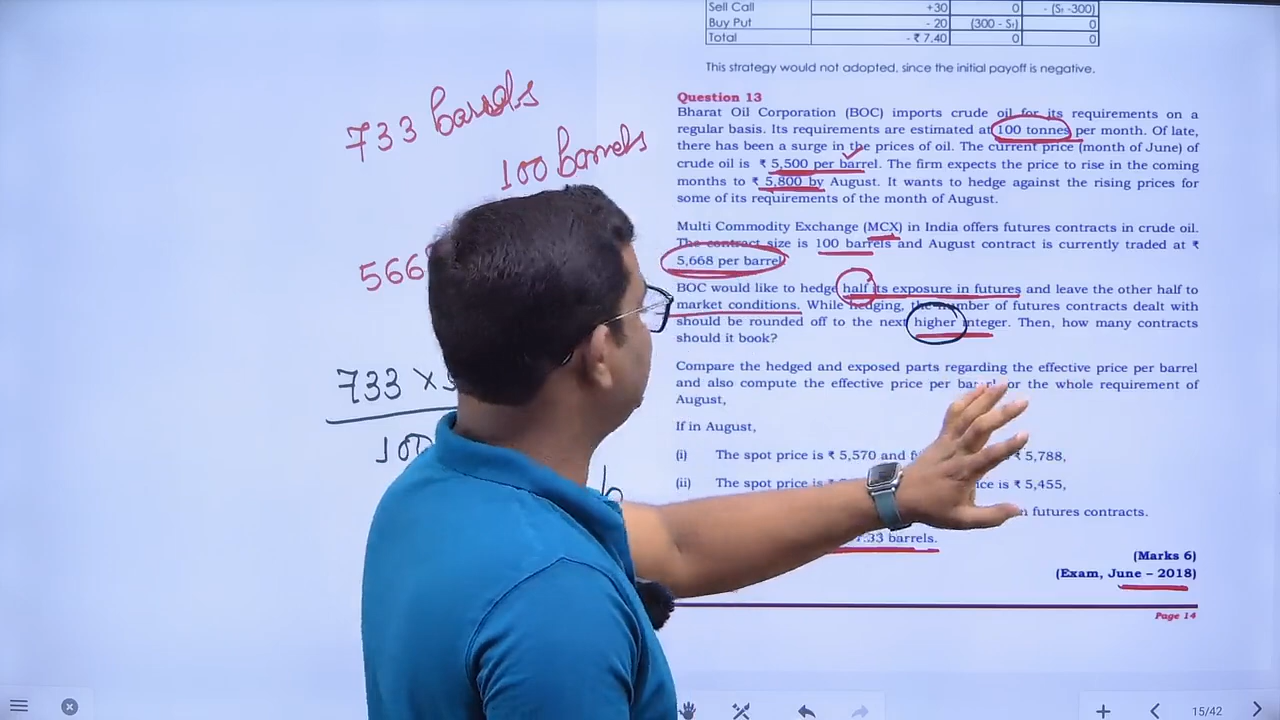 Sell Call +30 0 - (S₁ -300)
Buy Put - 20 (300 - S₁) 0
Total - ₹ 7.40 0 0
This strategy would not adopted, since the initial payoff is negative.
Question 13
Bharat Oil Corporation (BOC) imports crude oil for its requirements on a
regular basis. Its requirements are estimated at 100 tonnes per month. Of late,
there has been a surge in the prices of oil. The current price (month of June) of
crude oil is ₹ 5,500 per barrel. The firm expects the price to rise in the coming
months to ₹ 5,800 by August. It wants to hedge against the rising prices for
some of its requirements of the month of August.
Multi Commodity Exchange (MCX) in India offers futures contracts in crude oil.
The contract size is 100 barrels and August contract is currently traded at ₹
5,668 per barrel
BOC would like to hedge half its exposure in futures and leave the other half to
market conditions. While hedging, the number of futures contracts dealt with
should be rounded off to the next higher integer. Then, how many contracts
should it book?
Compare the hedged and exposed parts regarding the effective price per barrel
and also compute the effective price per or the whole requirement of
August,
If in August,
(i) The spot price is ₹ 5,570 and ₹ 5,788,
(ii) The spot price is is ₹ 5,455,
futures contracts.
7.33 barrels.
(Marks 6)
(Exam, June – 2018)
Page 14
733 barrels
100 barrels
566
733 ×
100
15/42